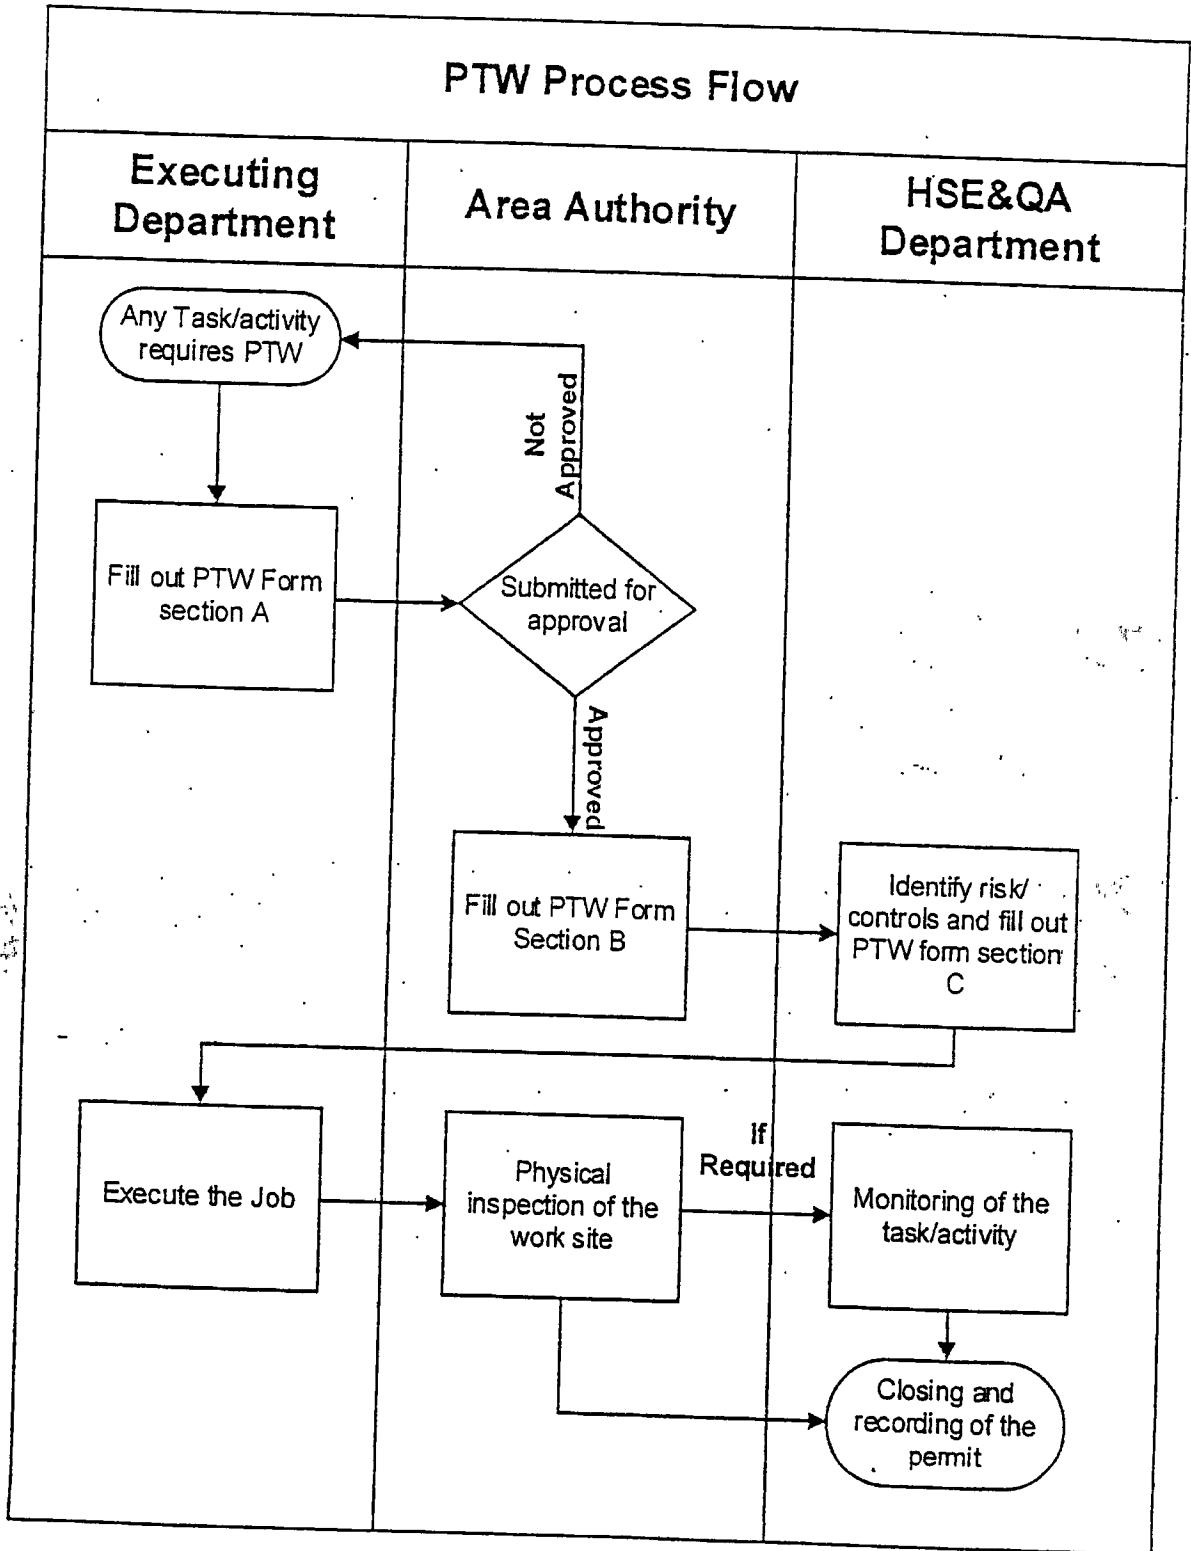 PTW Process Flow
Executing
Department
Area Authority
HSE&QA
Department
Any Task/activity
requires PTW
Not
Approved
Fill out PTW Form
section A
Submitted for
approval
Approved
Fill out PTW Form
Section B
Identify risk/
controls and fill out
PTW form section
C
Execute the Job
Physical
inspection of the
work site
If
Required
Monitoring of the
task/activity
Closing and
recording of the
permit